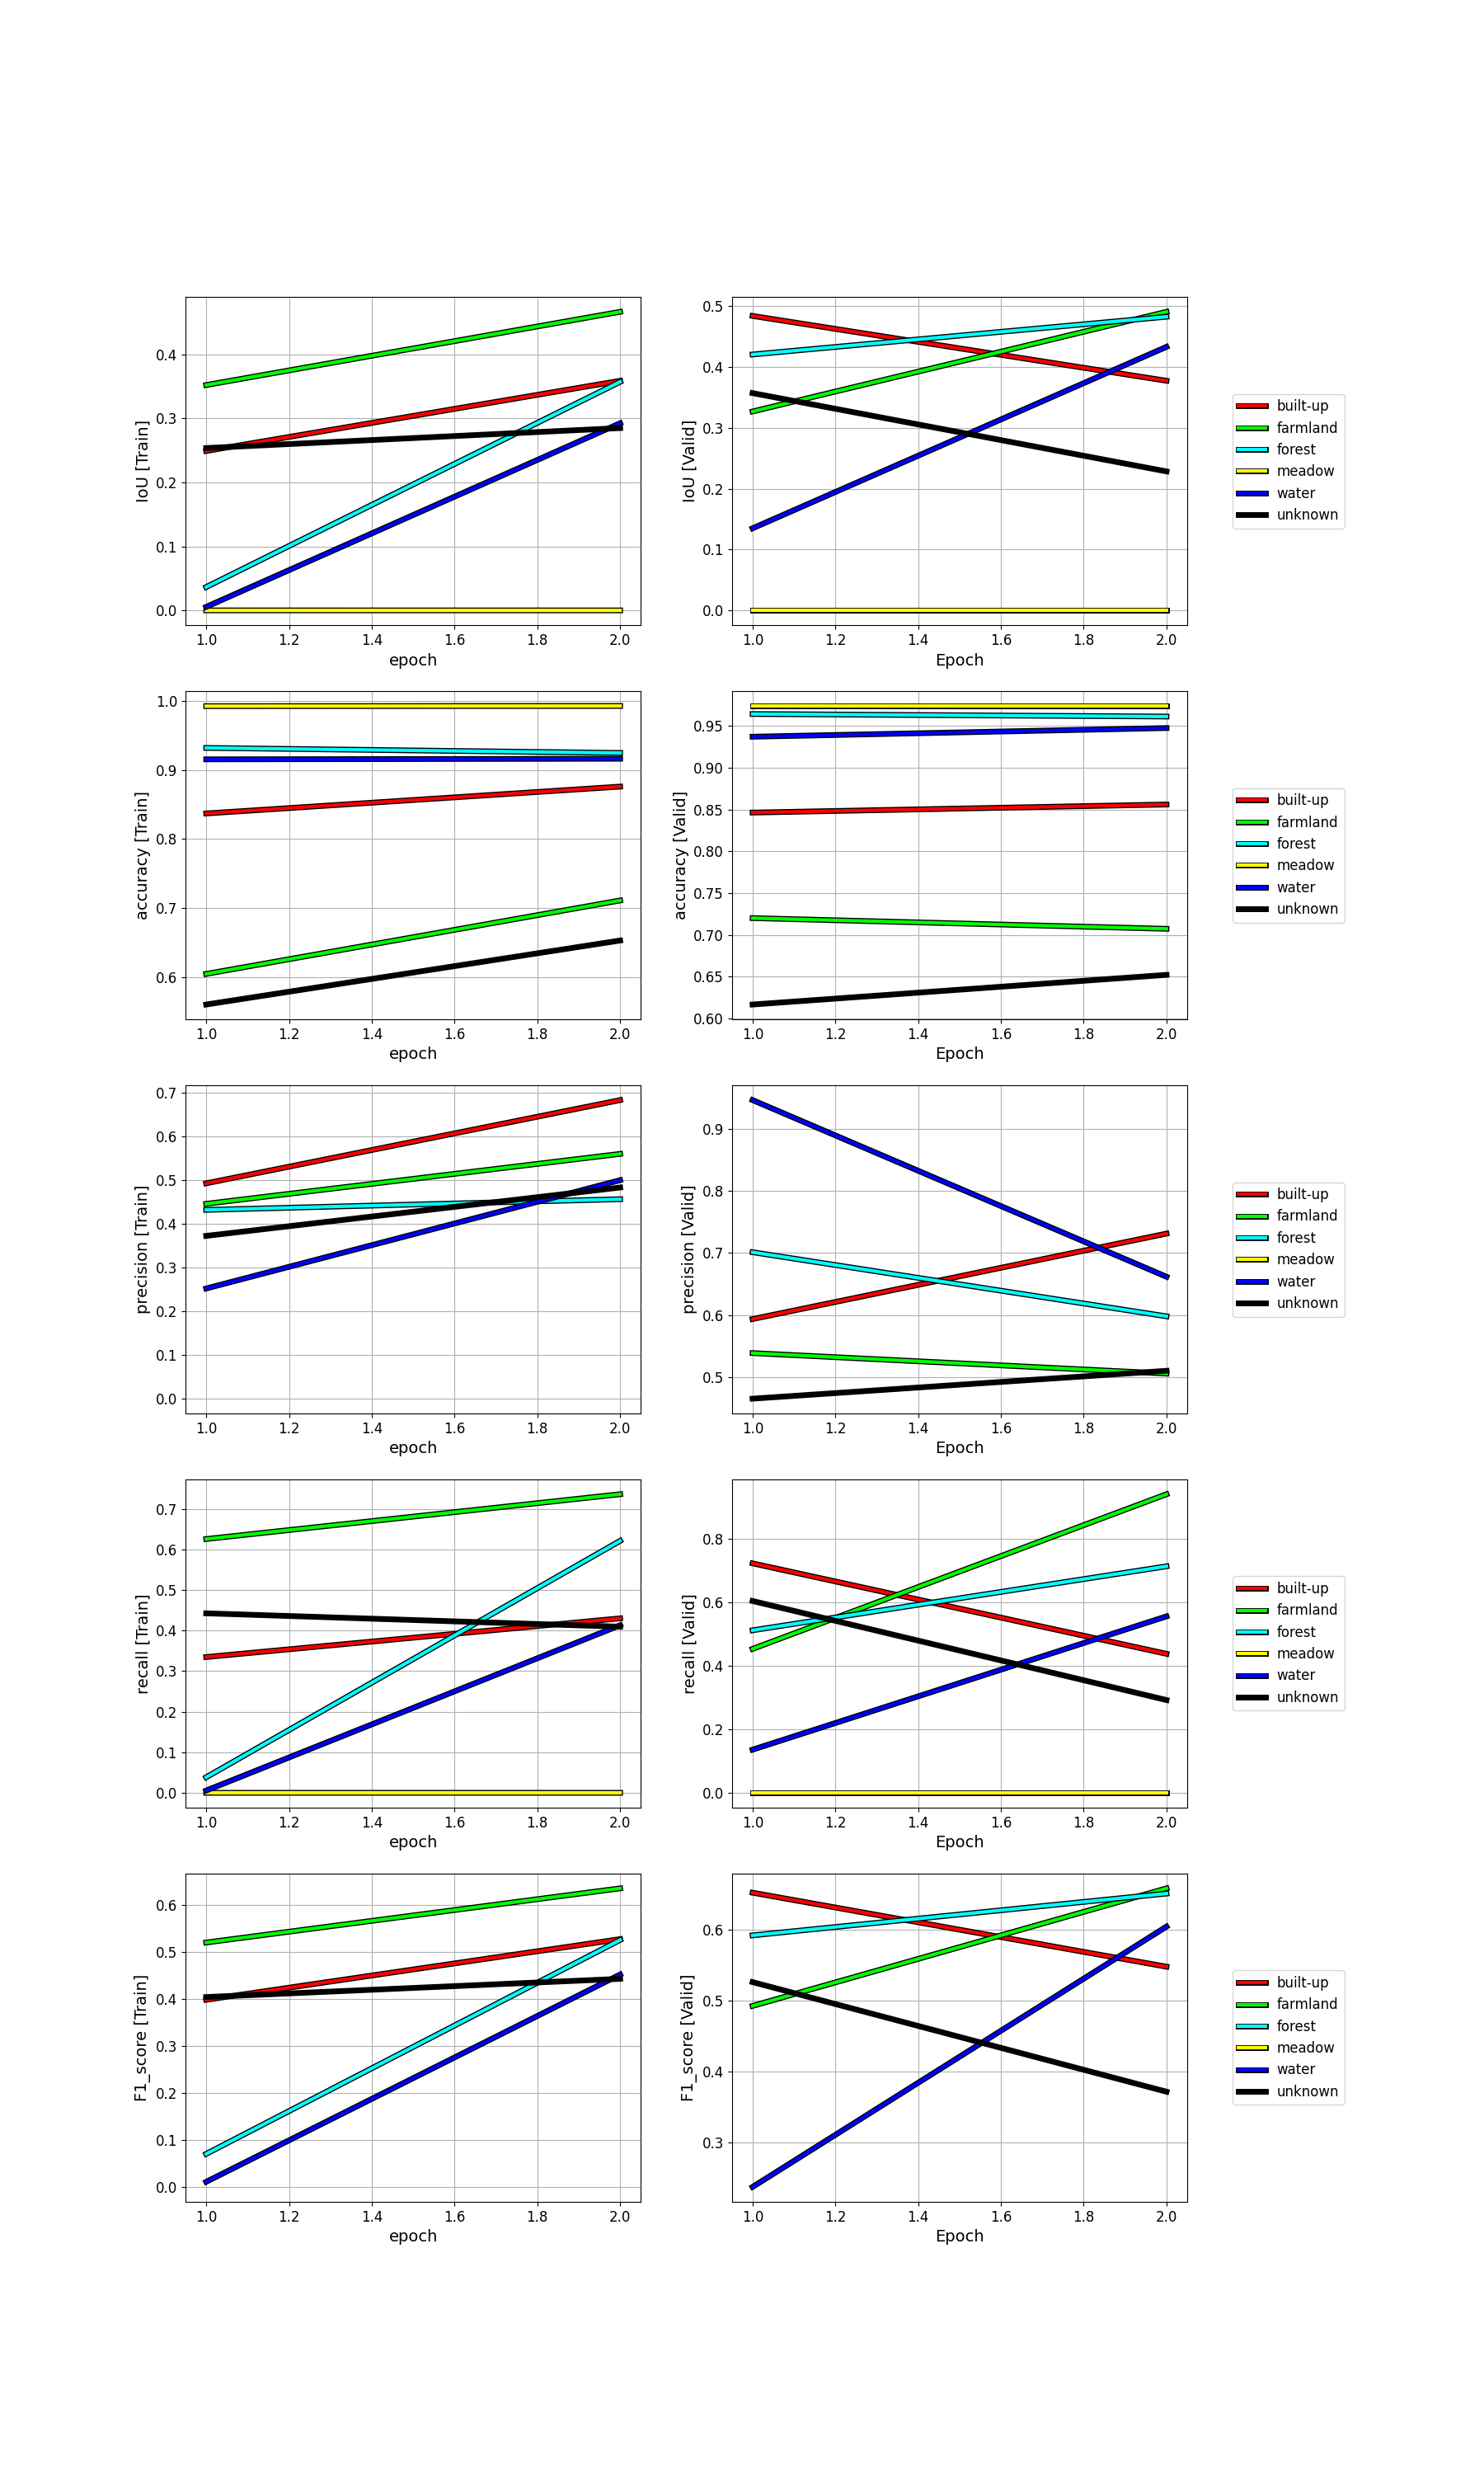 0.4
0.3
0.2
0.1
0.0
IoU [Train]
1.0 1.2 1.4 1.6 1.8 2.0
epoch
0.5
0.4
0.3
0.2
0.1
0.0
IoU [Valid]
1.0 1.2 1.4 1.6 1.8 2.0
Epoch
built-up
farmland
forest
meadow
water
unknown
1.0
0.9
0.8
0.7
0.6
accuracy [Train]
1.0 1.2 1.4 1.6 1.8 2.0
epoch
0.95
0.90
0.85
0.80
0.75
0.70
0.65
0.60
accuracy [Valid]
1.0 1.2 1.4 1.6 1.8 2.0
Epoch
built-up
farmland
forest
meadow
water
unknown
0.7
0.6
0.5
0.4
0.3
0.2
0.1
0.0
precision [Train]
1.0 1.2 1.4 1.6 1.8 2.0
epoch
0.9
0.8
0.7
0.6
0.5
precision [Valid]
1.0 1.2 1.4 1.6 1.8 2.0
Epoch
built-up
farmland
forest
meadow
water
unknown
0.7
0.6
0.5
0.4
0.3
0.2
0.1
0.0
recall [Train]
1.0 1.2 1.4 1.6 1.8 2.0
epoch
0.8
0.6
0.4
0.2
0.0
recall [Valid]
1.0 1.2 1.4 1.6 1.8 2.0
Epoch
built-up
farmland
forest
meadow
water
unknown
0.6
0.5
0.4
0.3
0.2
0.1
0.0
F1_score [Train]
1.0 1.2 1.4 1.6 1.8 2.0
epoch
0.6
0.5
0.4
0.3
F1_score [Valid]
1.0 1.2 1.4 1.6 1.8 2.0
Epoch
built-up
farmland
forest
meadow
water
unknown